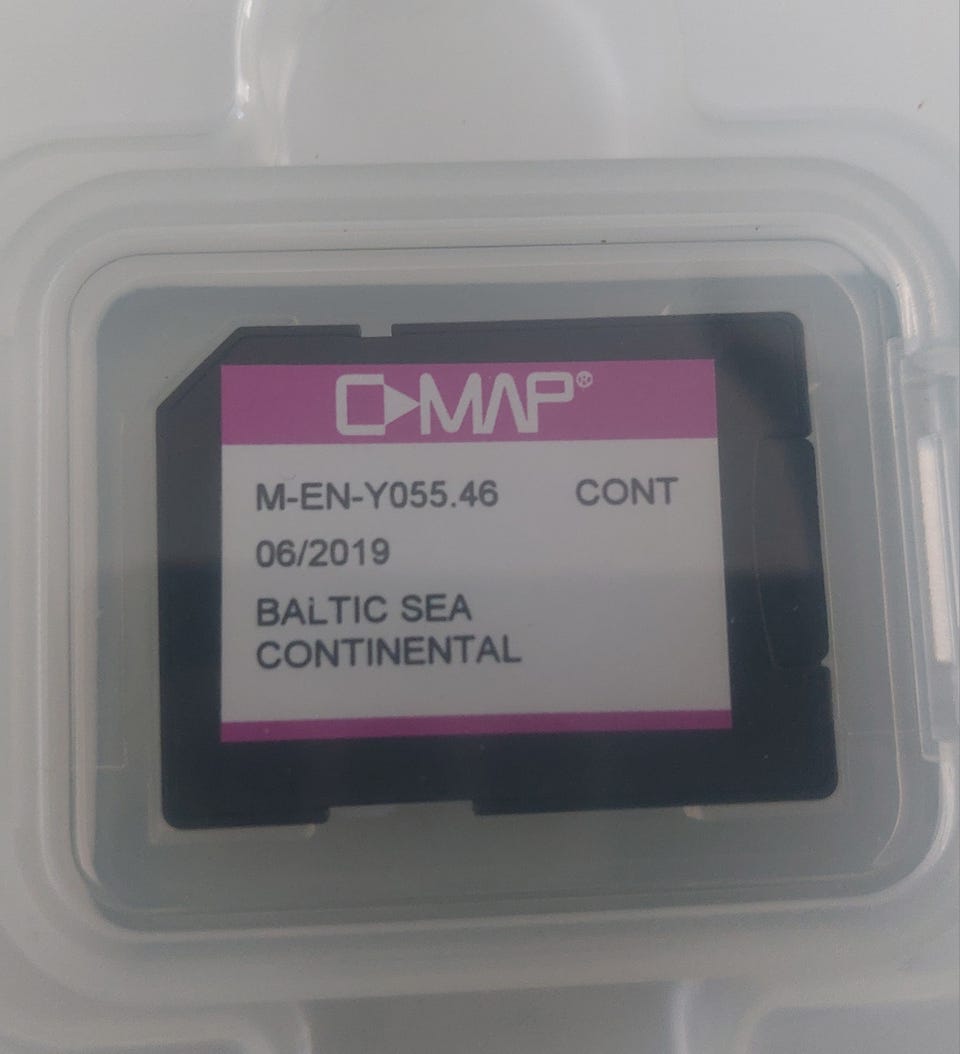 C-MAP®
M-EN-Y055.46 CONT
06/2019
BALTIC SEA
CONTINENTAL